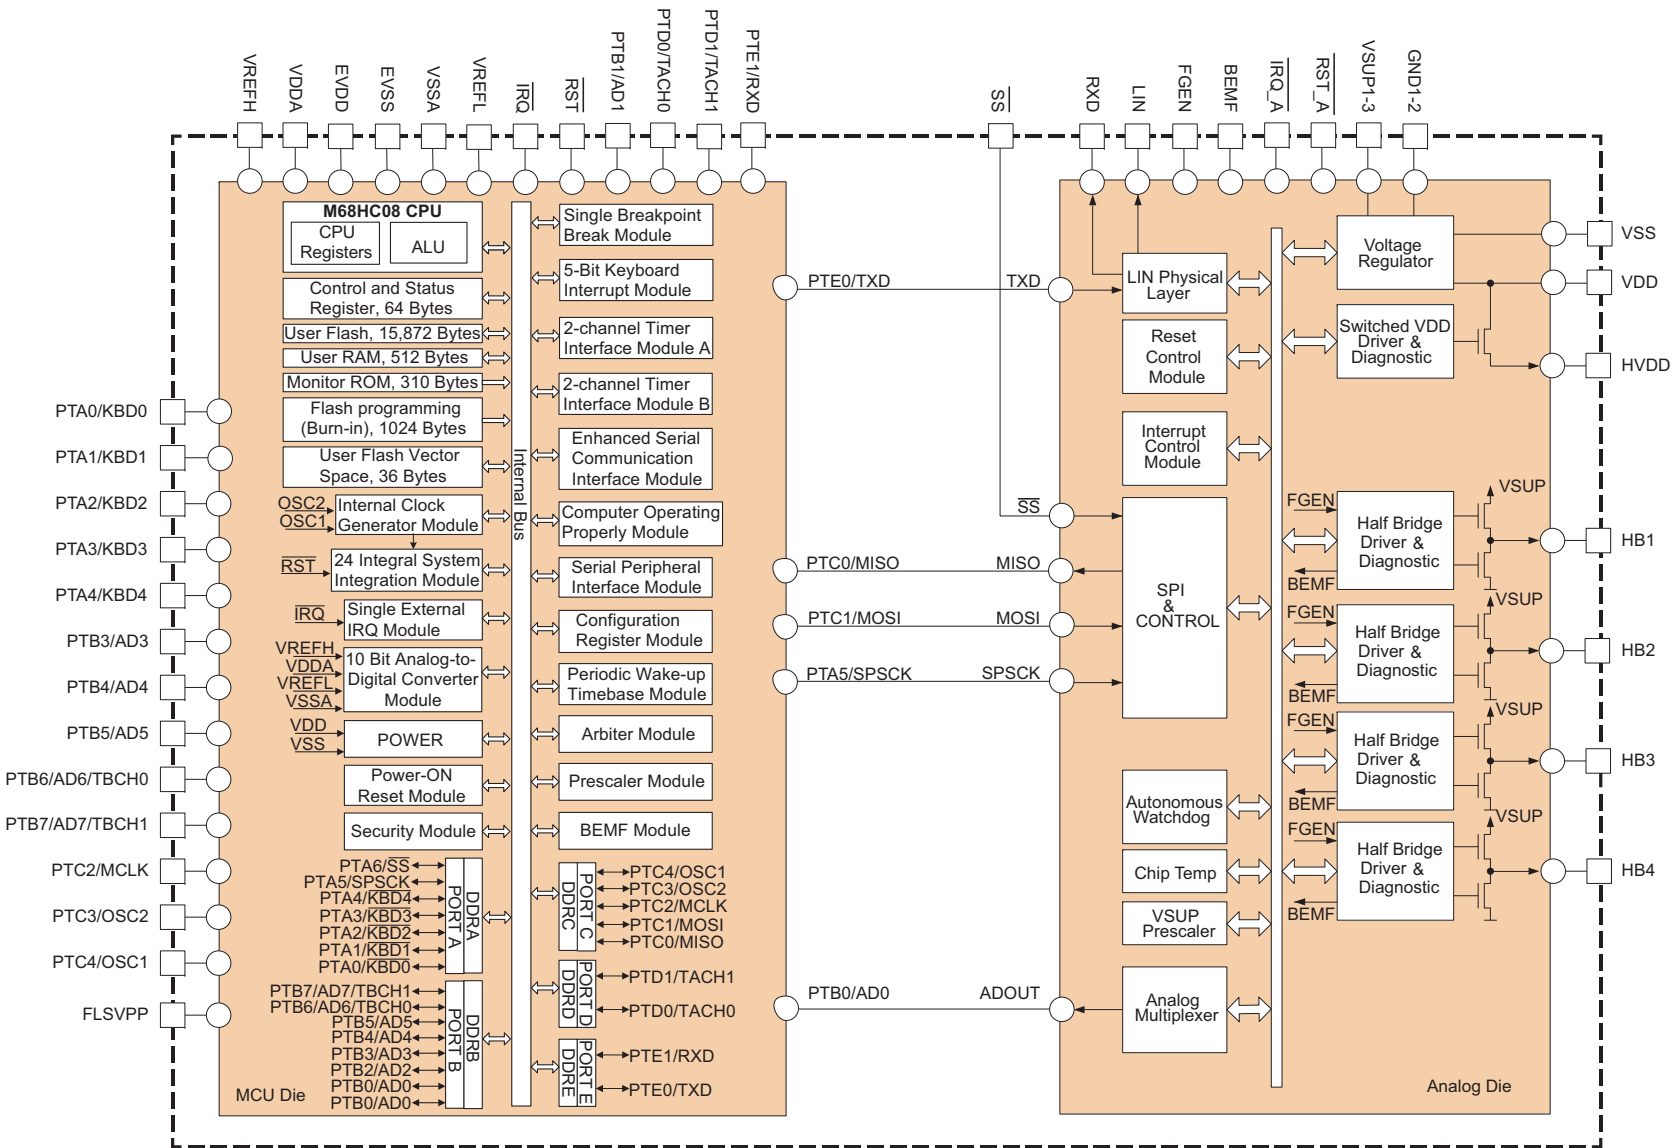 VREFH
VDDA
EVDD
EVSS
VSSA
VREFL
IRQ
RST
PTB1/AD1
PTD0/TACH0
PTD1/TACH1
PTE1/RXD
SS
RXD
LIN
FGEN
BEMF
IRQ_A
RST_A
VSUP1-3
GND1-2
PTA0/KBD0
PTA1/KBD1
PTA2/KBD2
PTA3/KBD3
PTA4/KBD4
PTB3/AD3
PTB4/AD4
PTB5/AD5
PTB6/AD6/TBCH0
PTB7/AD7/TBCH1
PTC2/MCLK
PTC3/OSC2
PTC4/OSC1
FLSVPP
M68HC08 CPU
CPU
Registers
ALU
Control and Status
Register, 64 Bytes
User Flash, 15,872 Bytes
User RAM, 512 Bytes
Monitor ROM, 310 Bytes
Flash programming
(Burn-in), 1024 Bytes
User Flash Vector
Space, 36 Bytes
OSC2
OSC1
Internal Clock
Generator Module
RST
24 Integral System
Integration Module
IRQ
Single External
IRQ Module
VREFH
VDDA
VREFL
VSSA
10 Bit Analog-to-
Digital Converter
Module
VDD
VSS
POWER
Power-ON
Reset Module
Security Module
PTA6/SS
PTA5/SPSCK
PTA4/KBD4
PTA3/KBD3
PTA2/KBD2
PTA1/KBD1
PTA0/KBD0
PORT A
DDRA
PTB7/AD7/TBCH1
PTB6/AD6/TBCH0
PTB5/AD5
PTB4/AD4
PTB3/AD3
PTB2/AD2
PTB0/AD0
PTB0/AD0
PORT B
DDRB
MCU Die
Internal Bus
Single Breakpoint
Break Module
5-Bit Keyboard
Interrupt Module
2-channel Timer
Interface Module A
2-channel Timer
Interface Module B
Enhanced Serial
Communication
Interface Module
Computer Operating
Properly Module
Serial Peripheral
Interface Module
Configuration
Register Module
Periodic Wake-up
Timebase Module
Arbiter Module
Prescaler Module
BEMF Module
DDRC
PORT C
PTC4/OSC1
PTC3/OSC2
PTC2/MCLK
PTC1/MOSI
PTC0/MISO
DDRD
PORT D
PTD1/TACH1
PTD0/TACH0
DDRE
PORT E
PTE1/RXD
PTE0/TXD
PTE0/TXD
TXD
SS
PTC0/MISO
MISO
PTC1/MOSI
MOSI
PTA5/SPSCK
SPSCK
PTB0/AD0
ADOUT
LIN Physical
Layer
Reset
Control
Module
Interrupt
Control
Module
SPI
&
CONTROL
Autonomous
Watchdog
Chip Temp
VSUP
Prescaler
Analog
Multiplexer
Voltage
Regulator
Switched VDD
Driver &
Diagnostic
FGEN
BEMF
Half Bridge
Driver &
Diagnostic
VSUP
FGEN
BEMF
Half Bridge
Driver &
Diagnostic
VSUP
FGEN
BEMF
Half Bridge
Driver &
Diagnostic
VSUP
FGEN
BEMF
Half Bridge
Driver &
Diagnostic
VSUP
Analog Die
VSS
VDD
HVDD
HB1
HB2
HB3
HB4